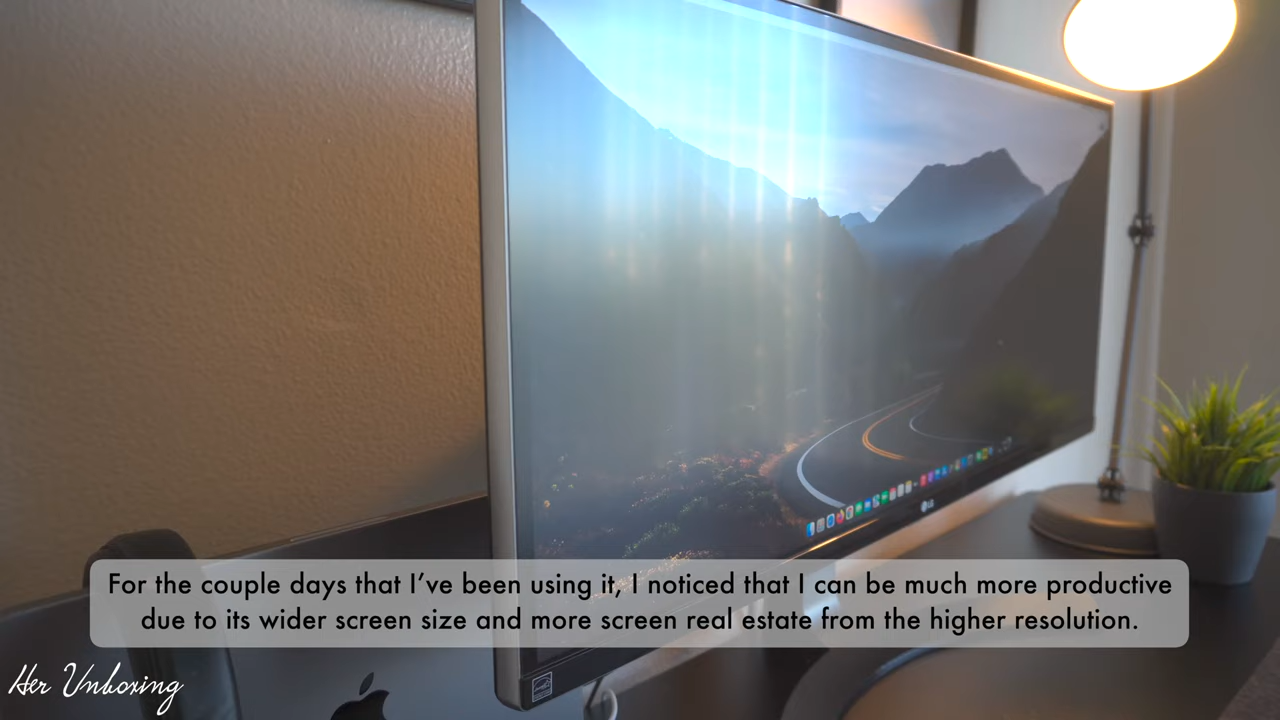 LG
For the couple days that I've been using it, I noticed that I can be much more productive
due to its wider screen size and more screen real estate from the higher resolution.
Her Unboxing